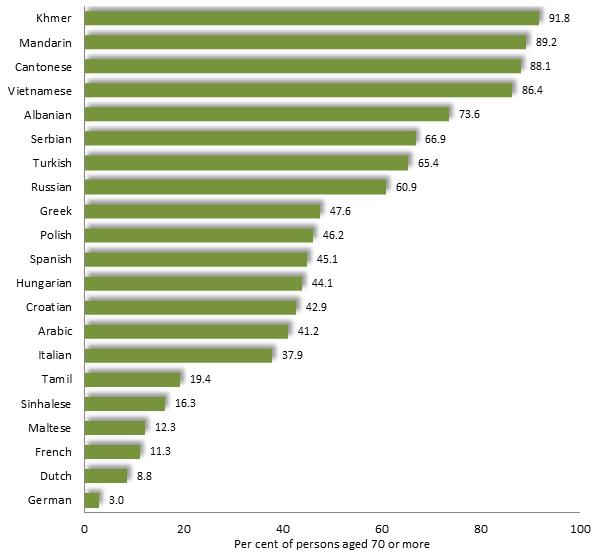 Khmer 91.8
Mandarin 89.2
Cantonese 88.1
Vietnamese 86.4
Albanian 73.6
Serbian 66.9
Turkish 65.4
Russian 60.9
Greek 47.6
Polish 46.2
Spanish 45.1
Hungarian 44.1
Croatian 42.9
Arabic 41.2
Italian 37.9
Tamil 19.4
Sinhalese 16.3
Maltese 12.3
French 11.3
Dutch 8.8
German 3.0
0 20 40 60 80 100
Per cent of persons aged 70 or more